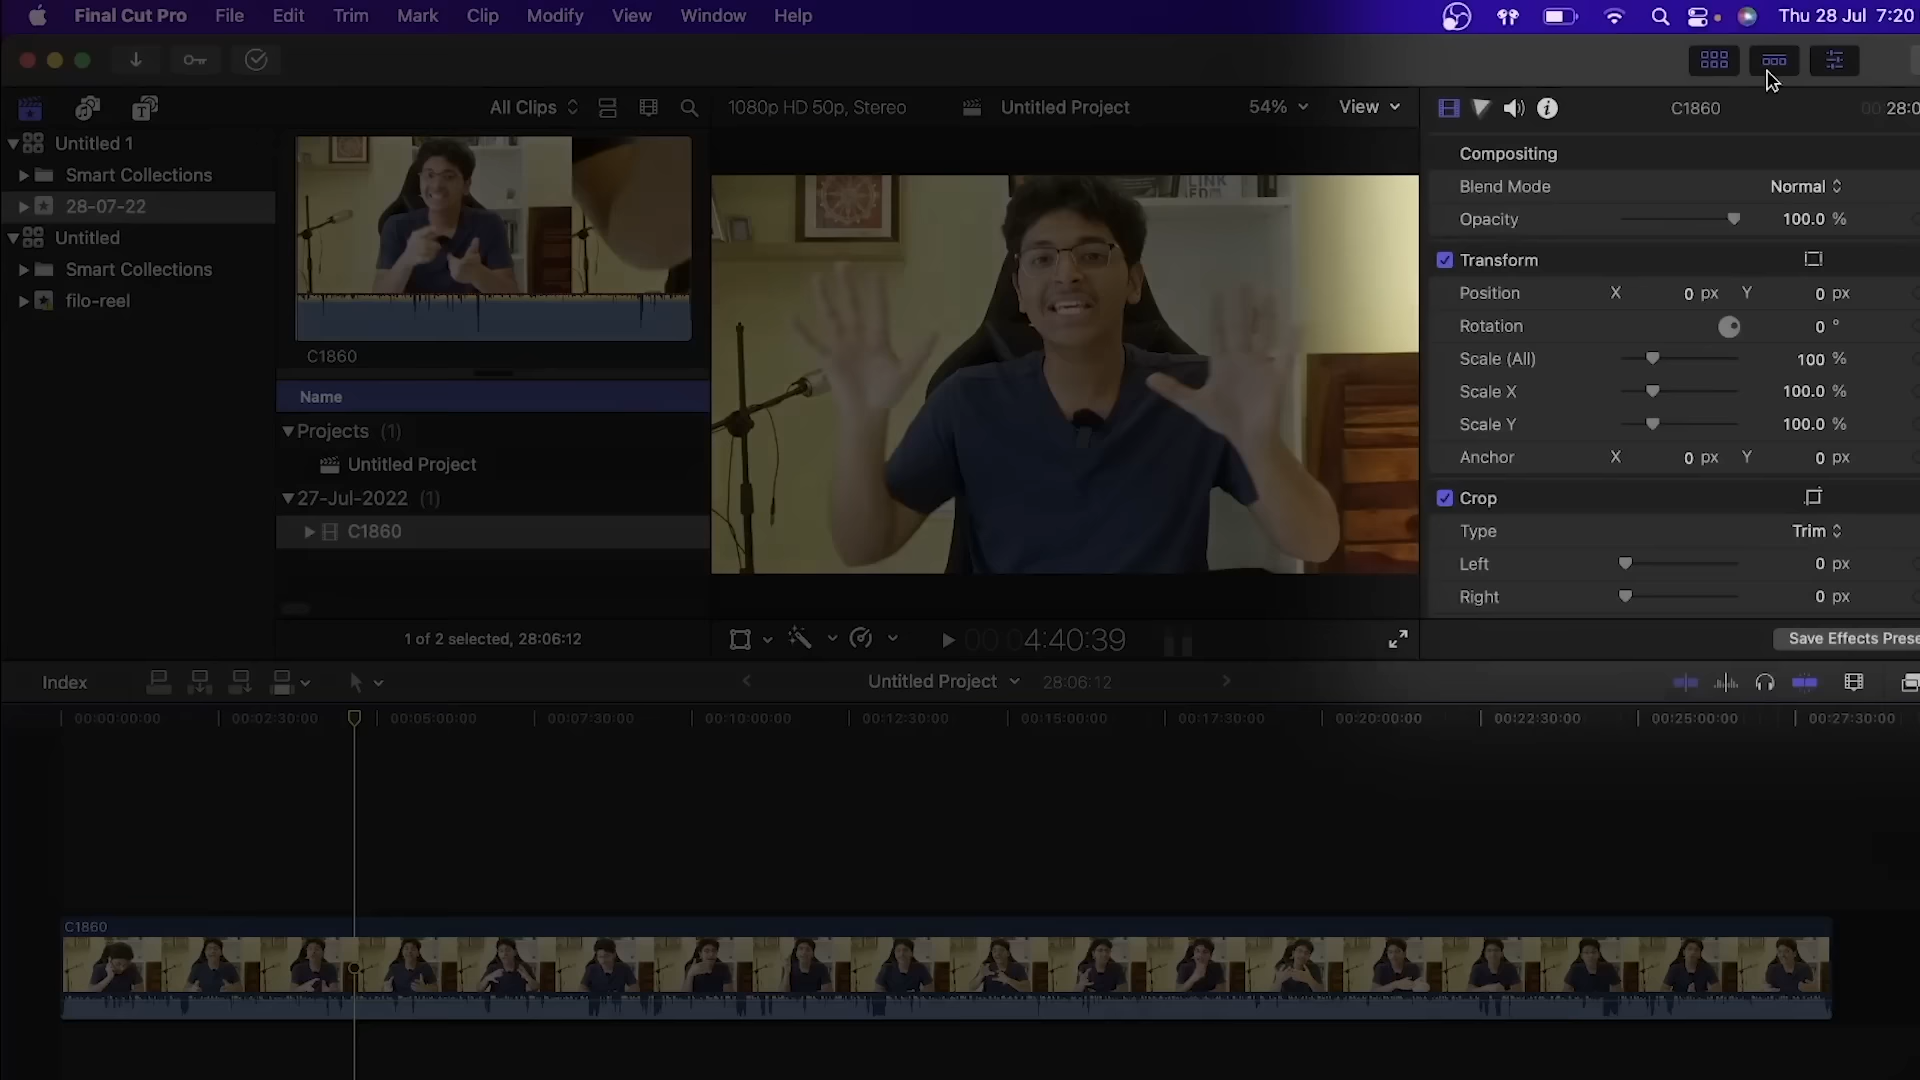 Final Cut Pro File Edit Trim Mark Clip Modify View Window Help Thu 28 Jul 7:20
All Clips 1080p HD 50p, Stereo Untitled Project 54% View C1860 00 28:0
Untitled 1
Smart Collections
28-07-22
Untitled
Smart Collections
filo-reel
C1860
Name
Projects (1)
Untitled Project
27-Jul-2022 (1)
C1860
1 of 2 selected, 28:06:12
LINK
4:40:39
Compositing
Blend Mode Normal
Opacity 100.0 %
Transform
Position X 0 px Y 0 px
Rotation 0 °
Scale (All) 100 %
Scale X 100.0 %
Scale Y 100.0 %
Anchor X 0 px Y 0 px
Crop
Type Trim
Left 0 px
Right 0 px
Save Effects Prese
Index Untitled Project 28:06:12
00:00:00:00 00:02:30:00 00:05:00:00 00:07:30:00 00:10:00:00 00:12:30:00 00:15:00:00 00:17:30:00 00:20:00:00 00:22:30:00 00:25:00:00 00:27:30:00
C1860